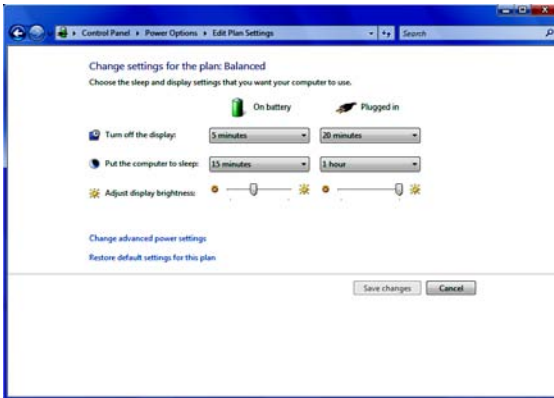 Control Panel Power Options Edit Plan Settings Search
Change settings for the plan: Balanced
Choose the sleep and display settings that you want your computer to use.
On battery Plugged in
Turn off the display: 5 minutes 20 minutes
Put the computer to sleep: 15 minutes 1 hour
Adjust display brightness:
Change advanced power settings
Restore default settings for this plan
Save changes Cancel